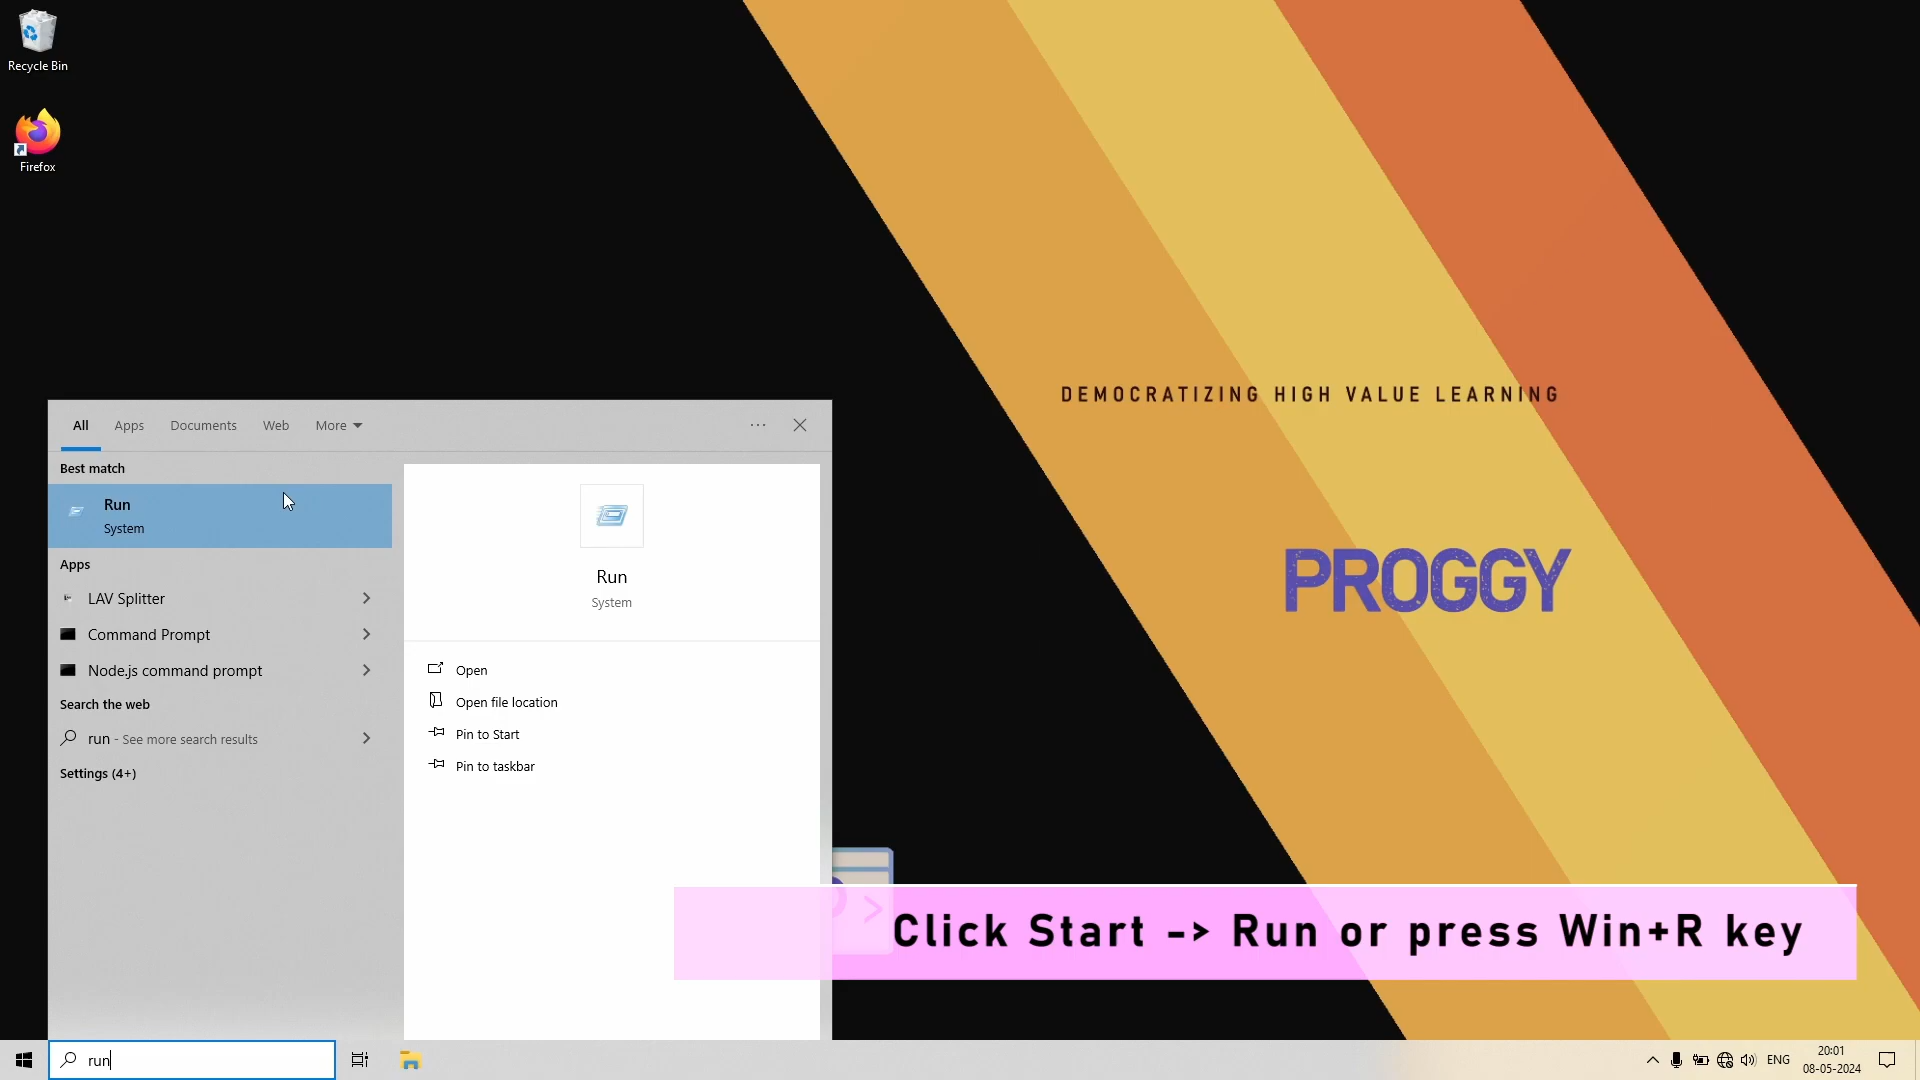 Recycle Bin
Firefox
DEMOCRATIZING HIGH VALUE LEARNING
PROGGY
All Apps Documents Web More
Best match
Run
System
Apps
LAV Splitter
Command Prompt
Node.js command prompt
Search the web
run - See more search results
Settings (4+)
Run
System
Open
Open file location
Pin to Start
Pin to taskbar
Click Start -> Run or press Win+R key
run
ENG
20:01
08-05-2024